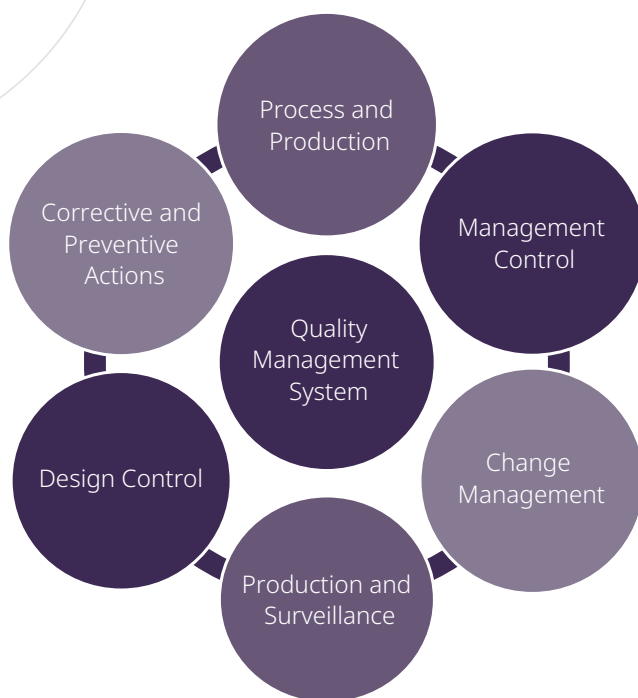 Process and
Production
Corrective and
Preventive
Actions
Management
Control
Quality
Management
System
Design Control
Change
Management
Production and
Surveillance